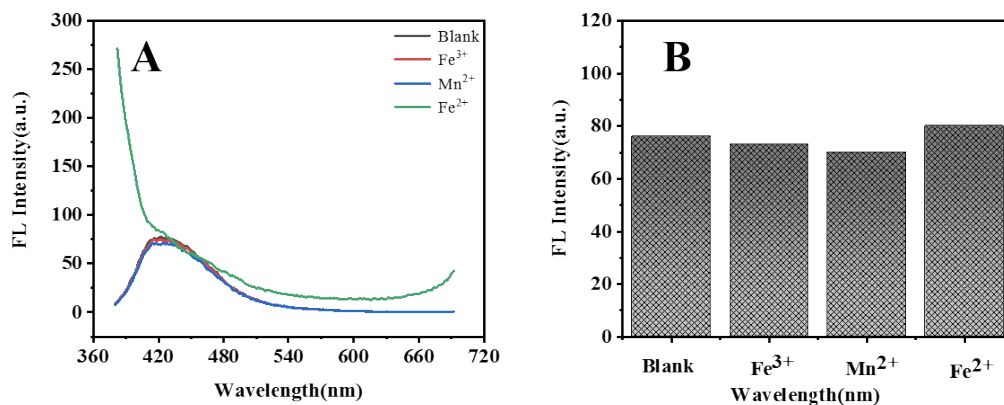 A
FL Intensity(a.u.)
300
250
200
150
100
50
0
360 420 480 540 600 660 720
Wavelength(nm)
Blank
Fe³⁺
Mn²⁺
Fe²⁺
B
FL Intensity(a.u.)
120
100
80
60
40
20
0
Blank Fe³⁺ Mn²⁺ Fe²⁺
Wavelength(nm)